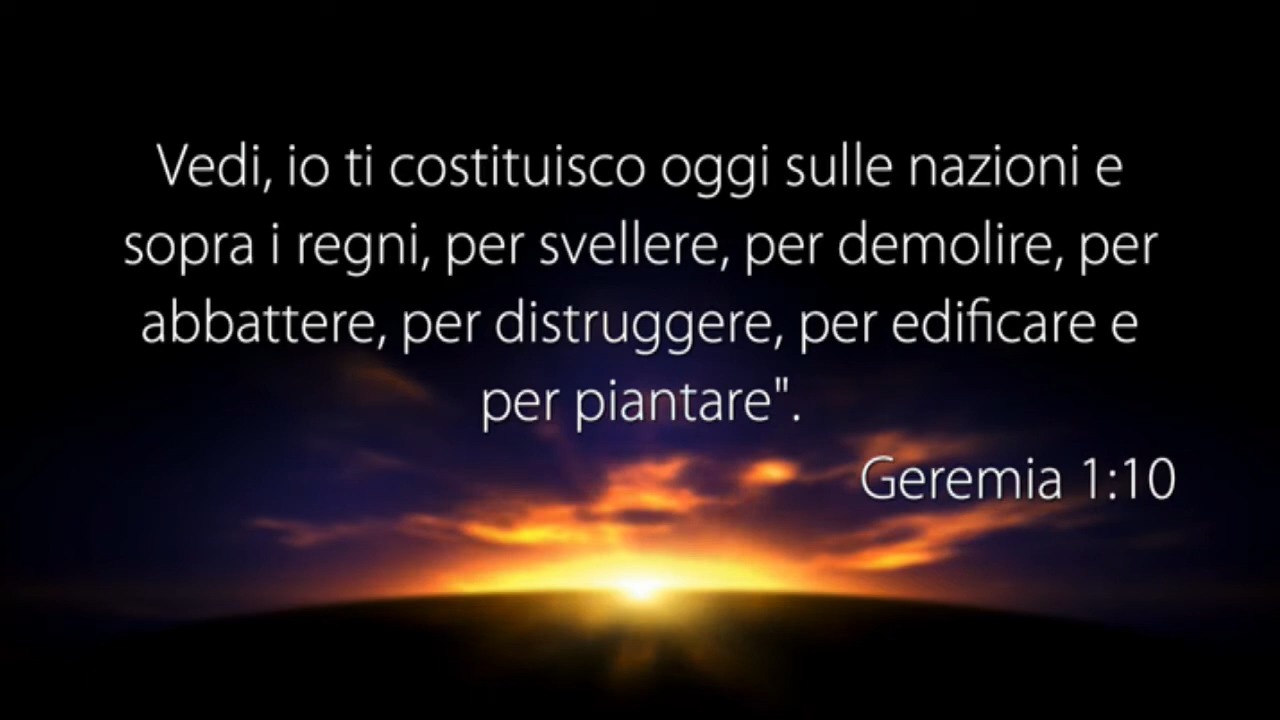 Vedi, io ti costituisco oggi sulle nazioni e
sopra i regni, per svellere, per demolire, per
abbattere, per distruggere, per edificare e
per piantare".
Geremia 1:10